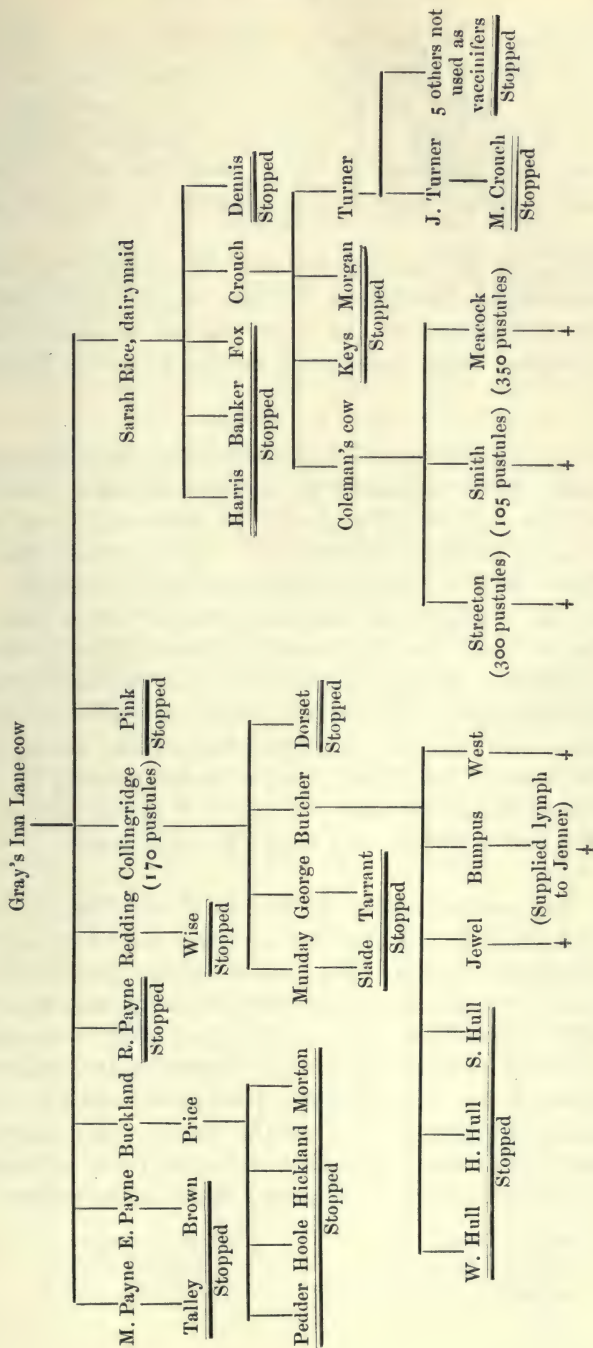 Gray's Inn Lane cow
M. Payne E. Payne Buckland R. Payne Redding Collingridge Pink Sarah Rice, dairymaid
Stopped (170 pustules) Stopped
Talley Brown Price Wise Harris Banker Fox Crouch Dennis
Stopped Stopped Stopped Stopped
Pedder Hoole Hickland Morton Munday George Butcher Dorset Coleman's cow Keys Morgan Turner
Stopped Stopped Stopped
Slade Tarrant
Stopped
W. Hull H. Hull S. Hull Jewel Bumpus West Streeton Smith Meacock J. Turner 5 others not
Stopped (300 pustules) (105 pustules) (350 pustules) used as
(Supplied lymph vaccinifers
to Jenner) M. Crouch Stopped
Stopped